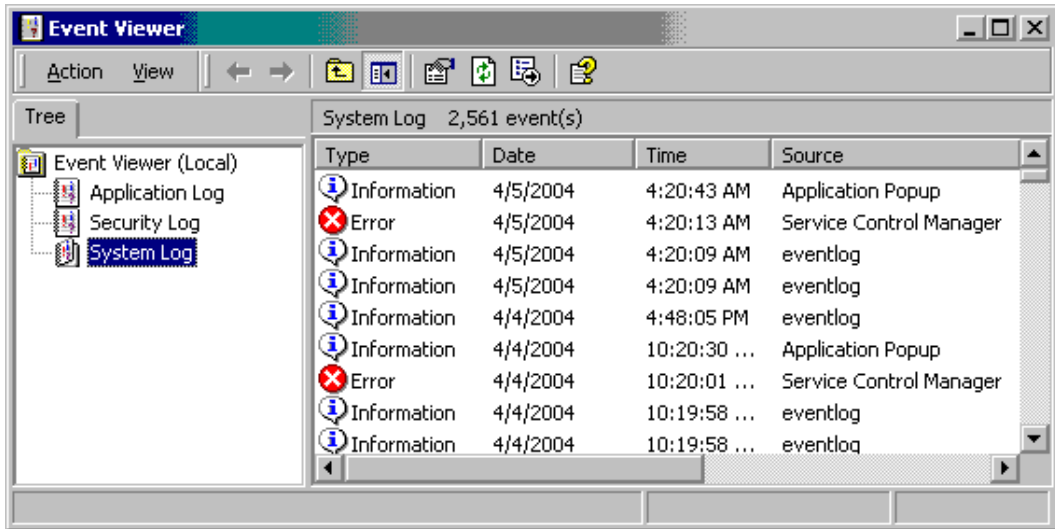 Event Viewer
Action View
Tree
System Log 2,561 event(s)
Event Viewer (Local)
Application Log
Security Log
System Log
Type Date Time Source
Information 4/5/2004 4:20:43 AM Application Popup
Error 4/5/2004 4:20:13 AM Service Control Manager
Information 4/5/2004 4:20:09 AM eventlog
Information 4/5/2004 4:20:09 AM eventlog
Information 4/4/2004 4:48:05 PM eventlog
Information 4/4/2004 10:20:30 ... Application Popup
Error 4/4/2004 10:20:01 ... Service Control Manager
Information 4/4/2004 10:19:58 ... eventlog
Information 4/4/2004 10:19:58 ... eventlog